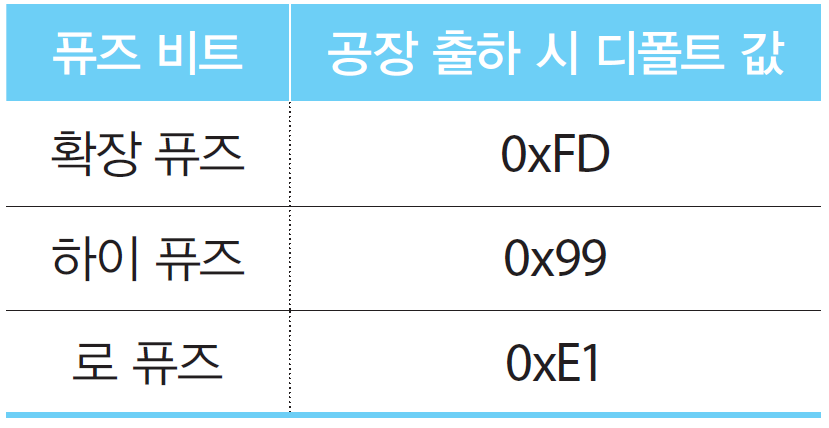 퓨즈 비트 공장 출하 시 디폴트 값
확장 퓨즈 0xFD
하이 퓨즈 0x99
로 퓨즈 0xE1